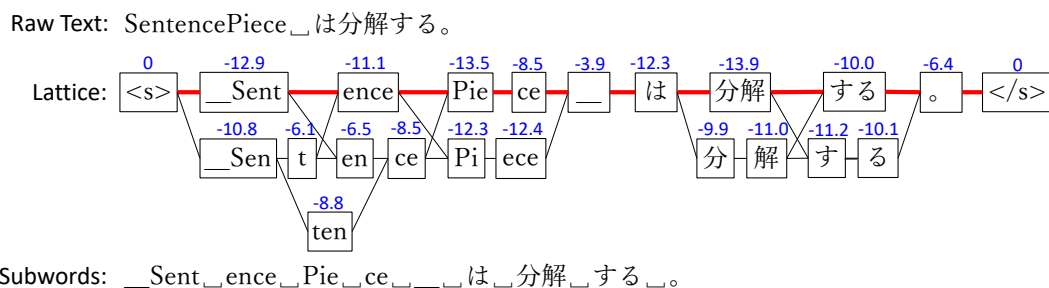 Raw Text: SentencePiece␣は分解する。
0 -12.9 -11.1 -13.5 -8.5 -3.9 -12.3 -13.9 -10.0 -6.4 0
Lattice: <s> __Sent ence Pie ce __ は 分解 する 。 </s>
-10.8 -6.1 -6.5 -8.5 -12.3 -12.4 -9.9 -11.0 -11.2 -10.1
__Sen t en ce Pi ece 分 解 す る
-8.8
ten
Subwords: __Sent␣ence␣Pie␣ce␣__␣は␣分解␣する␣。